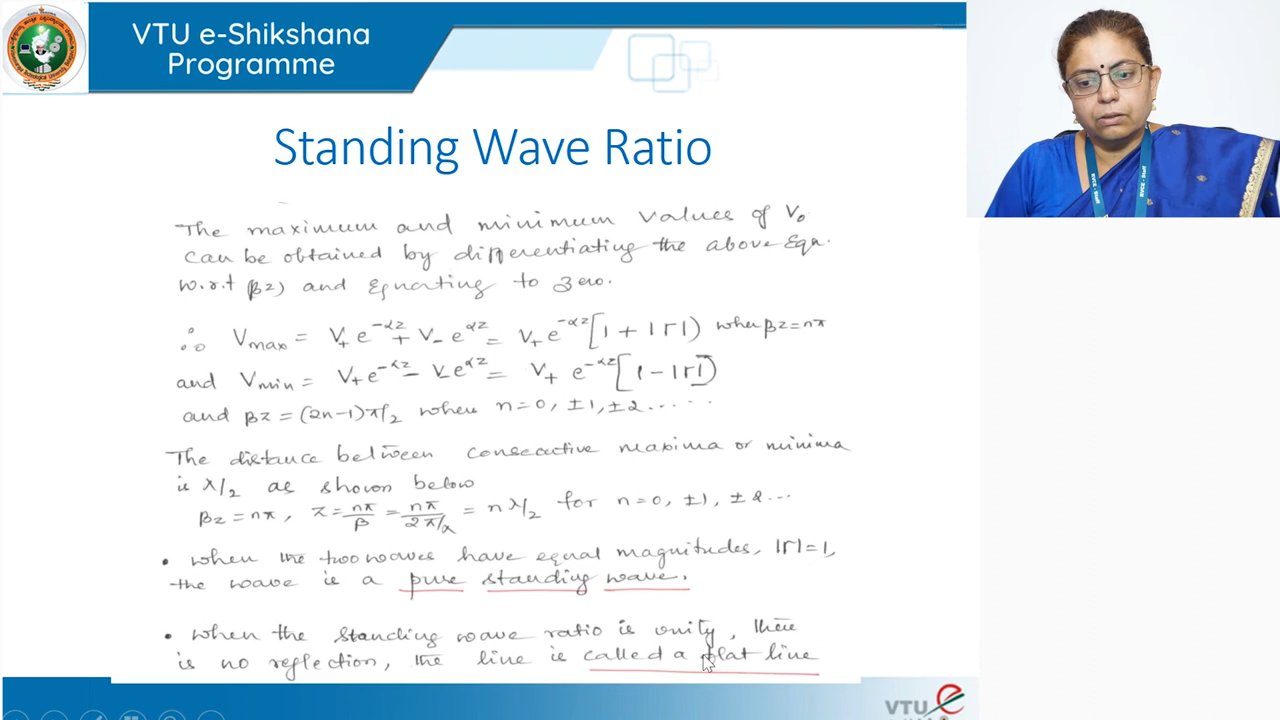 VTU e-Shikshana
Programme
Standing Wave Ratio
The maximum and minimum values of V₀
can be obtained by differentiating the above Eqn.
w.r.t (βz) and Equating to zero.
∴ Vmax = V₊e^-αz + V₋e^αz = V₊e^-αz [1 + |Γ|) when βz = nπ
and Vmin = V₊e^-αz - V₋e^αz = V₊ e^-αz [1 - |Γ|]
and βz = (2n-1)π/2 where n = 0, ±1, ±2 ......
The distance between consecutive maxima or minima
is λ/2 as shown below
βz = nπ, z = nπ/β = nπ/2π/λ = n λ/2 for n = 0, ±1, ±2...
• when the two waves have equal magnitudes, |Γ| = 1,
the wave is a pure standing wave.
• when the standing wave ratio is unity, there
is no reflection, the line is called a flat line
VTU e
RVCE - Staff